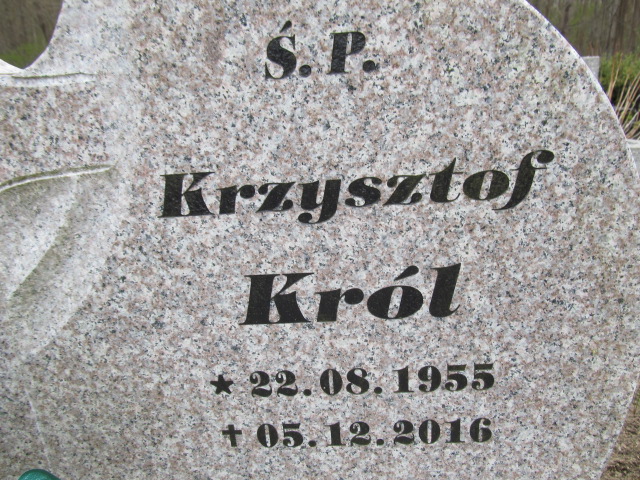 Ś. P.
Krzysztof
Król
★ 22.08.1955
✝ 05.12.2016